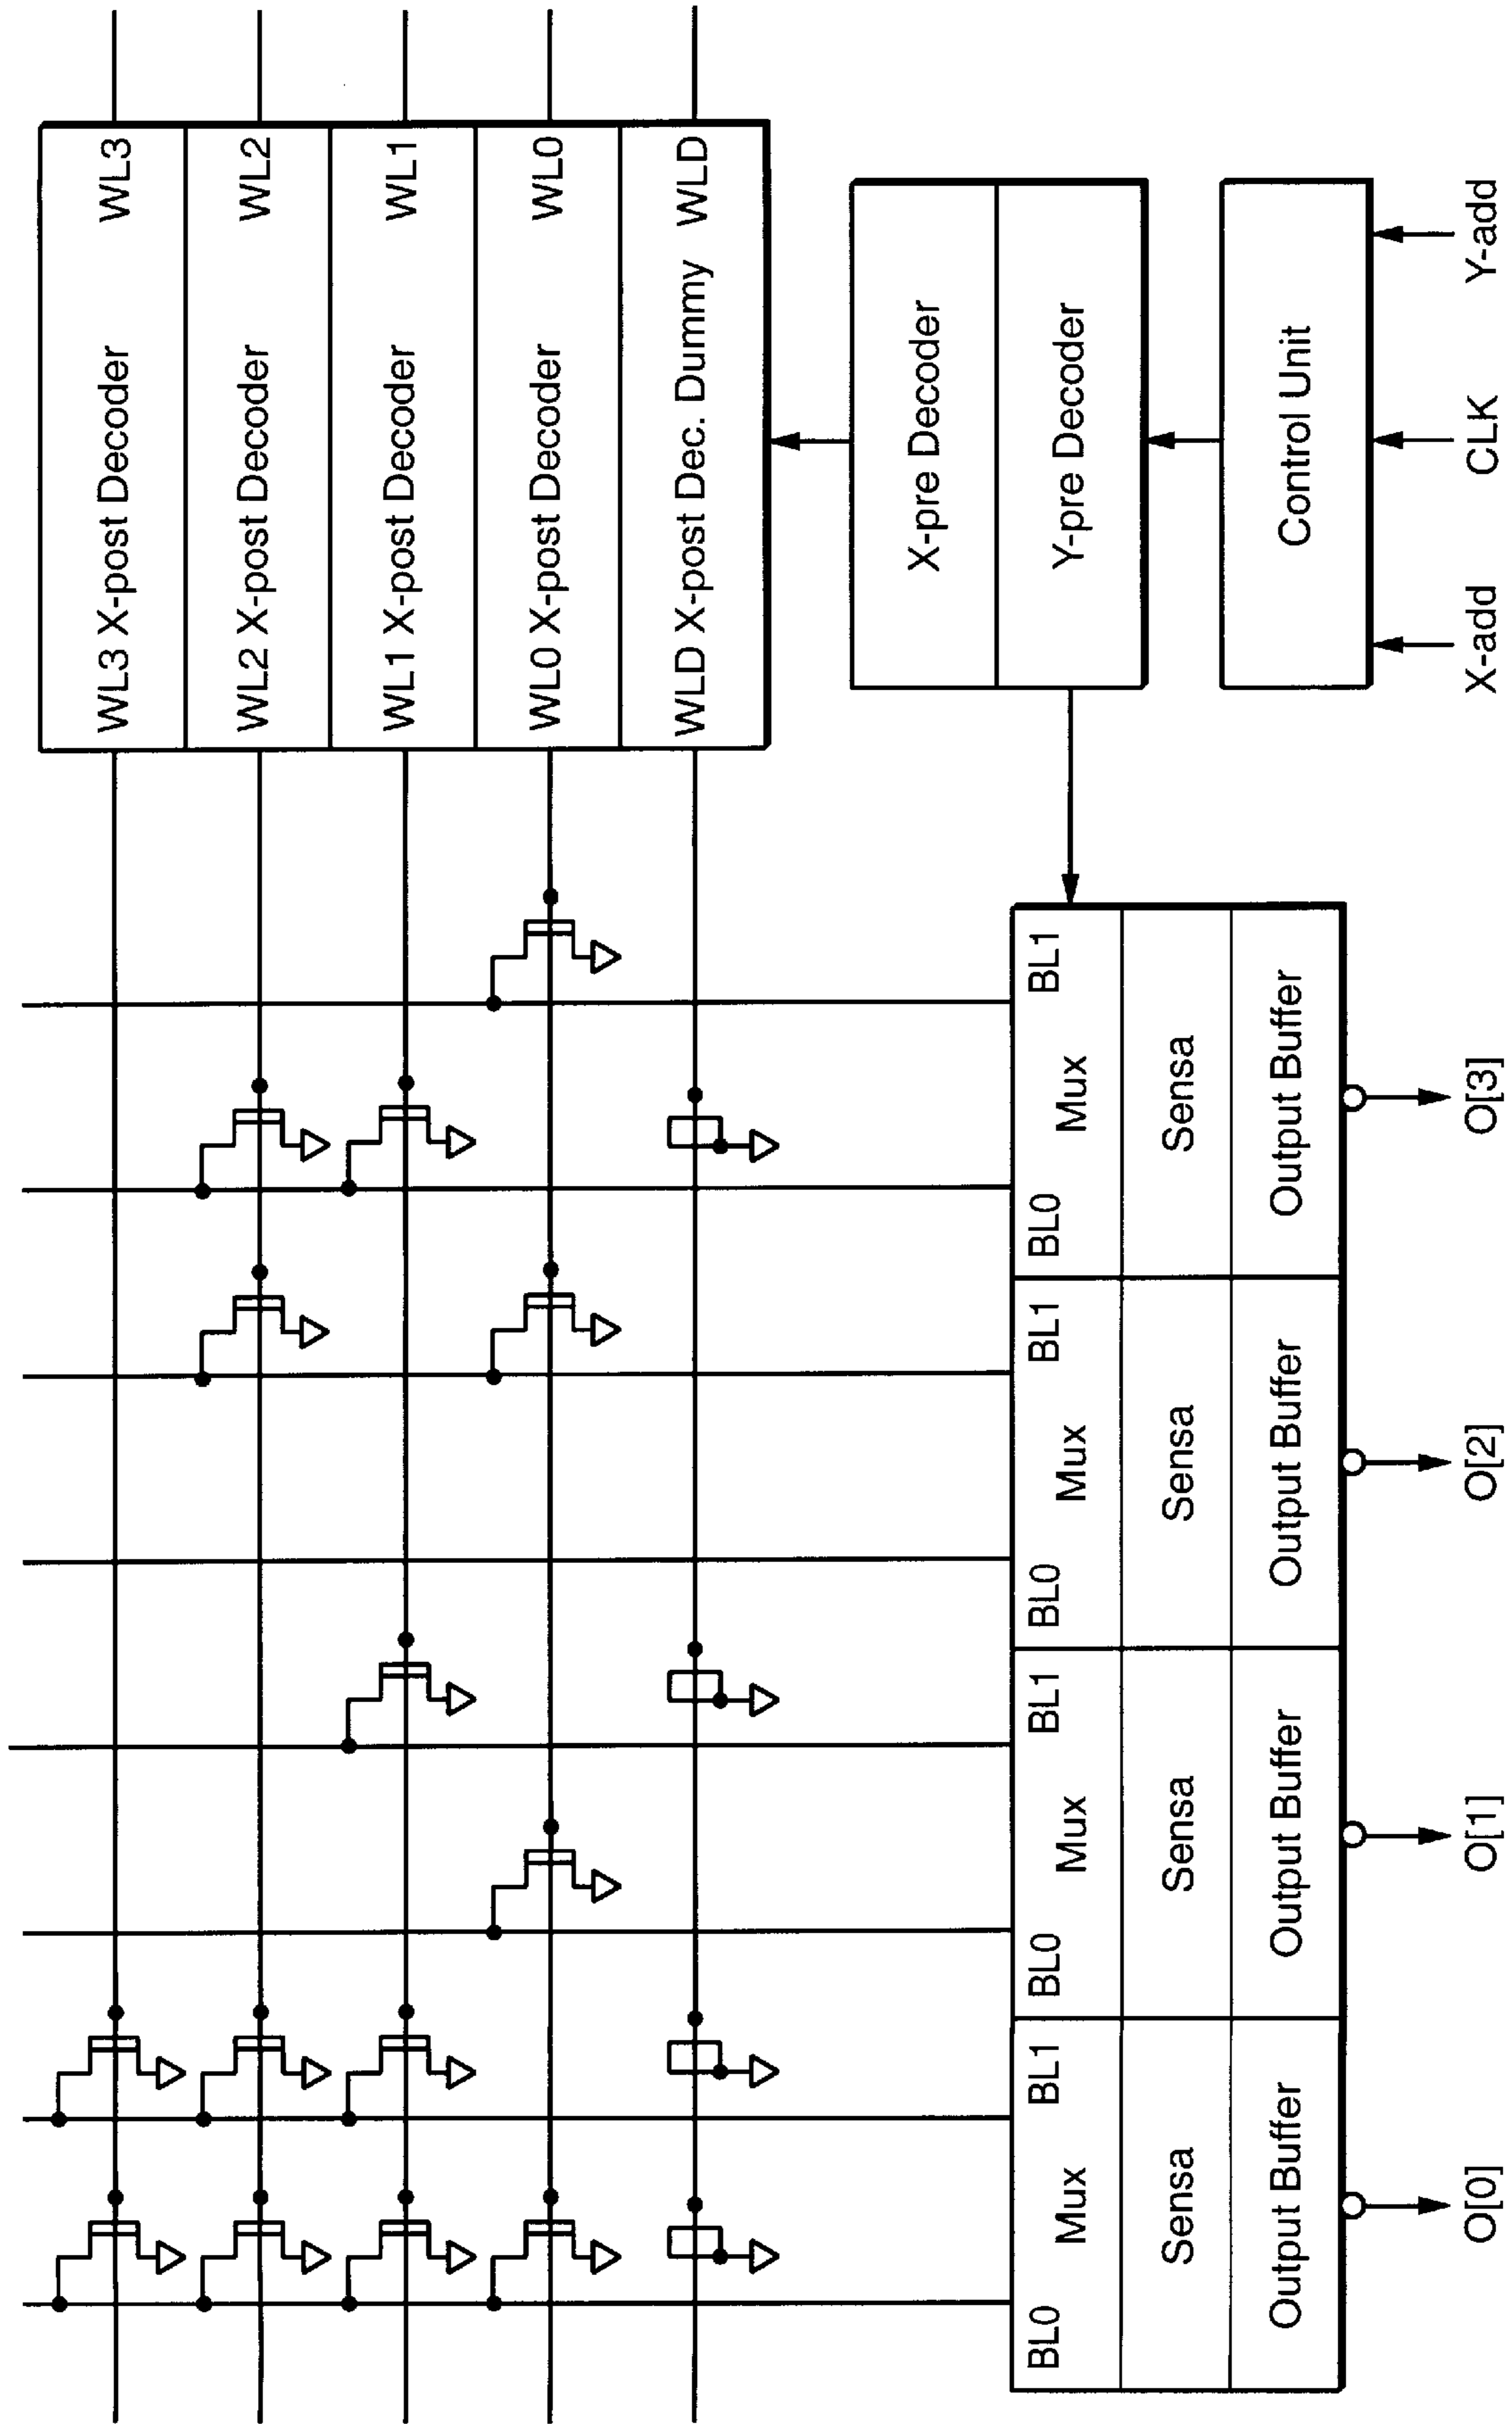 WL3 X-post Decoder WL3
WL2 X-post Decoder WL2
WL1 X-post Decoder WL1
WL0 X-post Decoder WL0
WLD X-post Dec. Dummy WLD
X-pre Decoder
Y-pre Decoder
Control Unit
X-add
CLK
Y-add
BL0 Mux BL1
Sensa
Output Buffer
O[0]
BL0 Mux BL1
Sensa
Output Buffer
O[1]
BL0 Mux BL1
Sensa
Output Buffer
O[2]
BL0 Mux BL1
Sensa
Output Buffer
O[3]